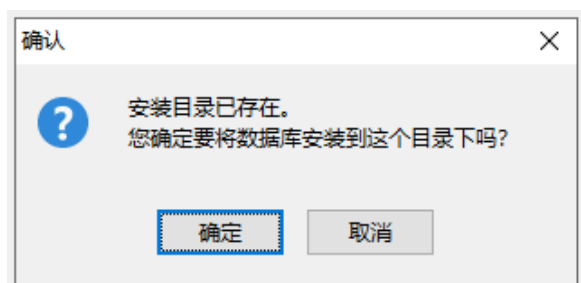 确认
安装目录已存在。
您确定要将数据库安装到这个目录下吗?
确定
取消